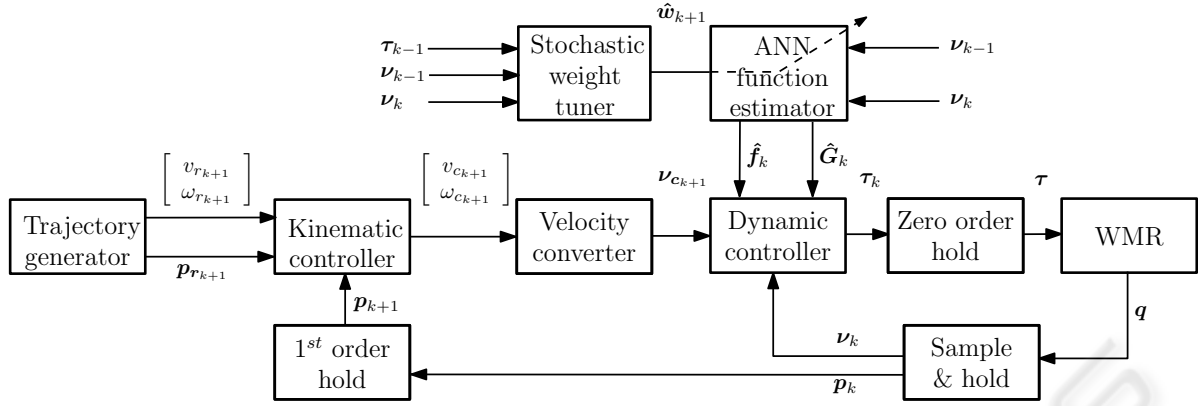 ŵ_{k+1}
τ_{k−1}
ν_{k−1}
ν_k
Stochastic
weight
tuner
ANN
function
estimator
ν_{k−1}
ν_k
[ v_{r_{k+1}} ]
[ ω_{r_{k+1}} ]
[ v_{c_{k+1}} ]
[ ω_{c_{k+1}} ]
ν_{c_{k+1}}
f̂_k
Ĝ_k
τ_k
τ
Trajectory
generator
p_{r_{k+1}}
Kinematic
controller
Velocity
converter
Dynamic
controller
Zero order
hold
WMR
p_{k+1}
q
1^{st} order
hold
ν_k
p_k
Sample
& hold